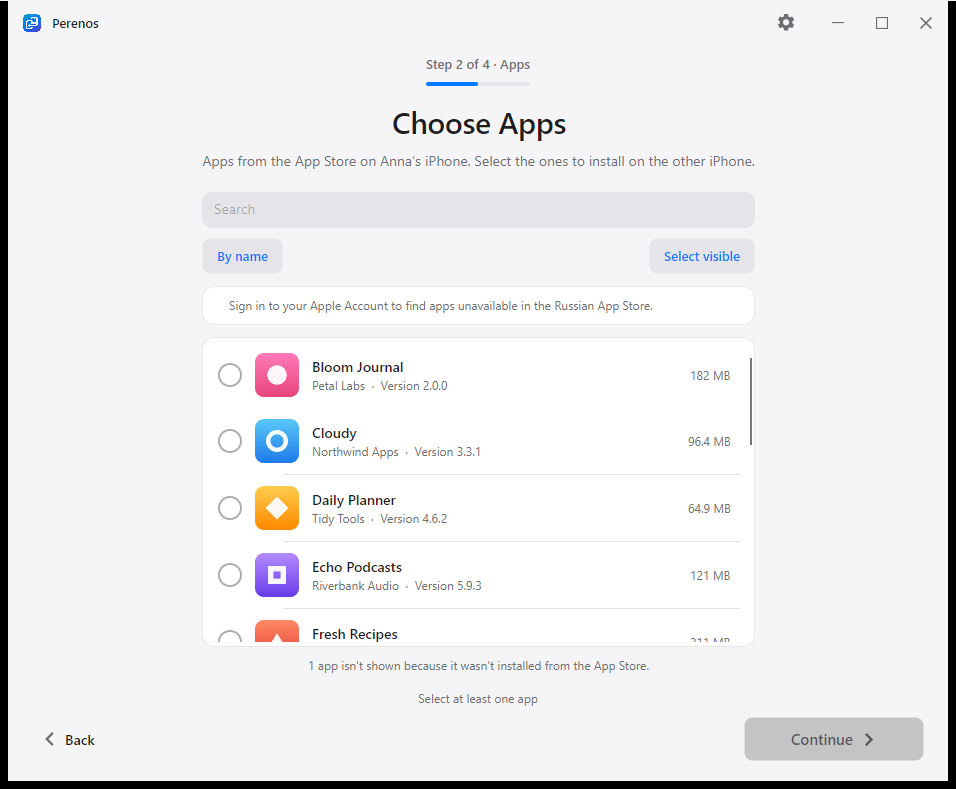 Perenos
Step 2 of 4 · Apps
Choose Apps
Apps from the App Store on Anna’s iPhone. Select the ones to install on the other iPhone.
Search
By name
Select visible
Sign in to your Apple Account to find apps unavailable in the Russian App Store.
Bloom Journal
Petal Labs · Version 2.0.0
182 MB
Cloudy
Northwind Apps · Version 3.3.1
96.4 MB
Daily Planner
Tidy Tools · Version 4.6.2
64.9 MB
Echo Podcasts
Riverbank Audio · Version 5.9.3
121 MB
Fresh Recipes
1 app isn't shown because it wasn't installed from the App Store.
Select at least one app
Back
Continue